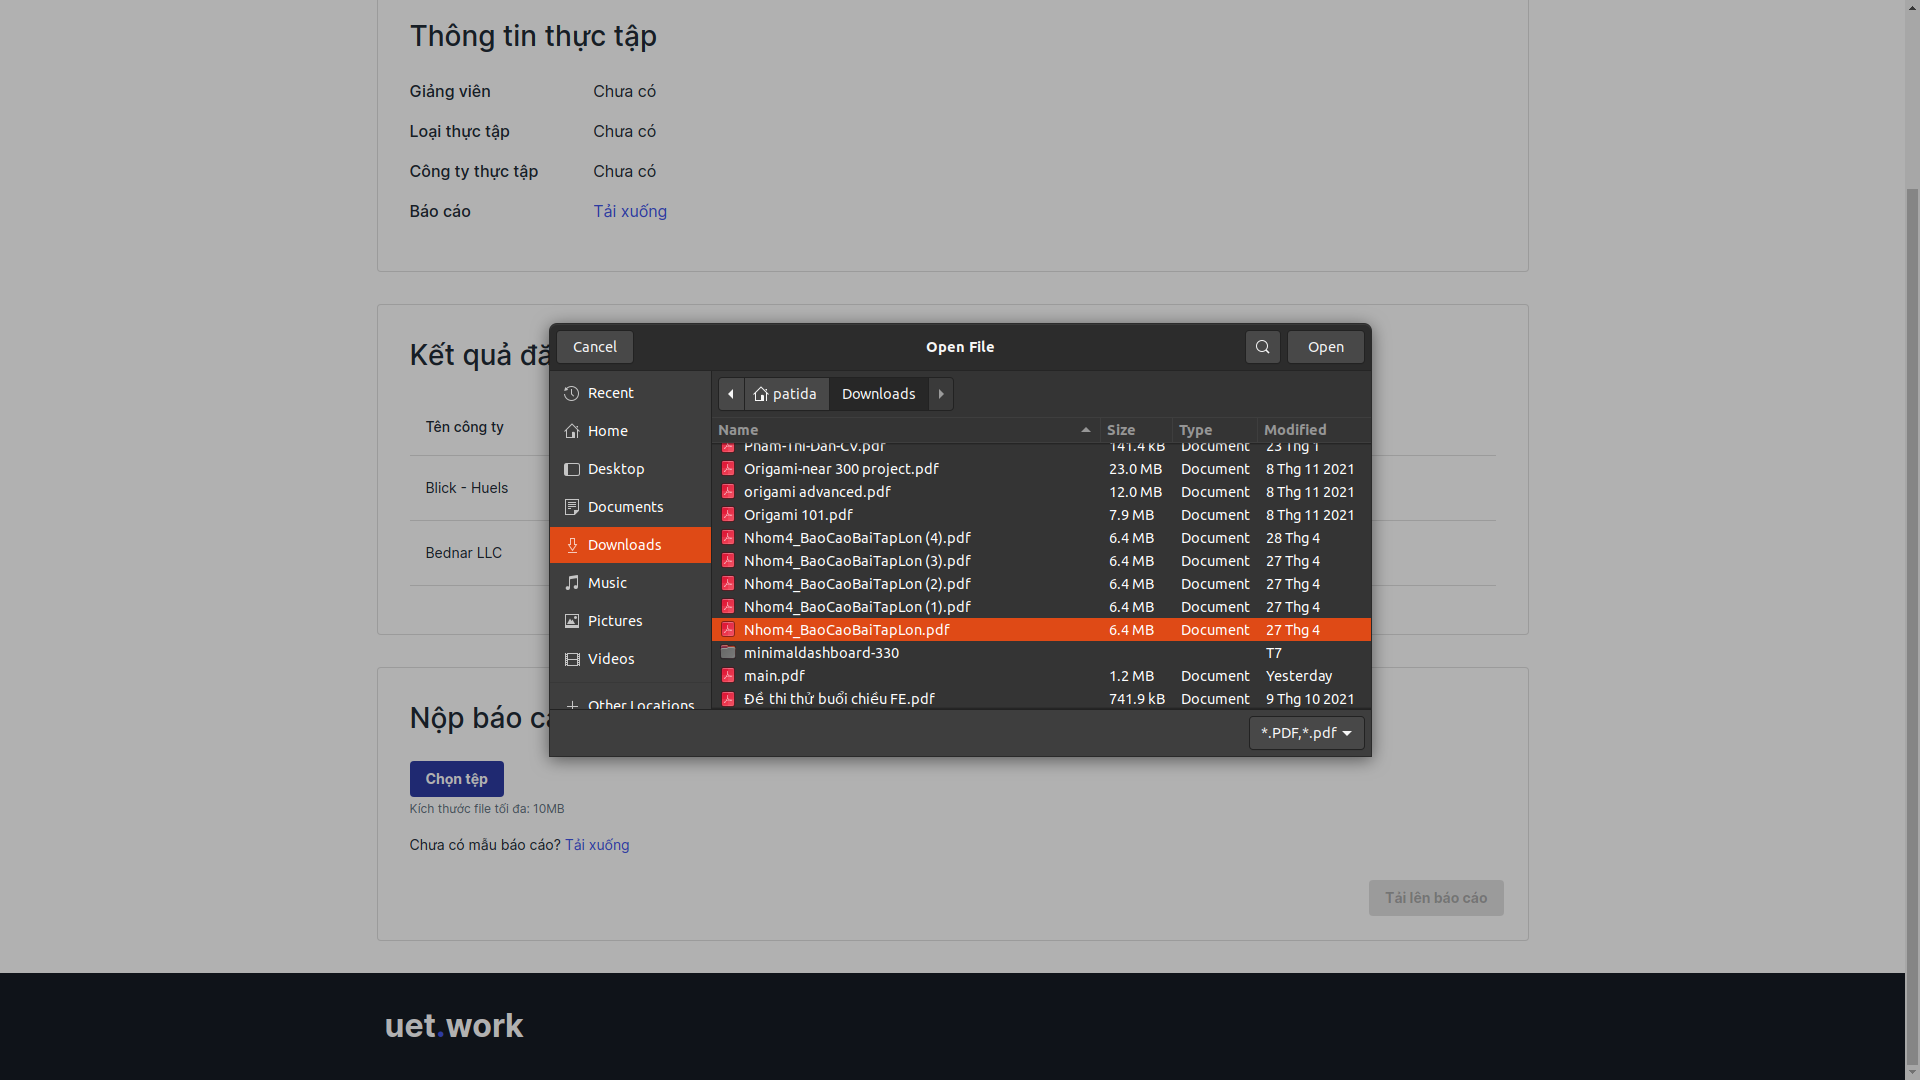 Thông tin thực tập
Giảng viên Chưa có
Loại thực tập Chưa có
Công ty thực tập Chưa có
Báo cáo Tải xuống
Kết quả đă
Tên công ty
Blick - Huels
Bednar LLC
Cancel Open File Open
Recent
Home
Desktop
Documents
Downloads
Music
Pictures
Videos
Other Locations
patida Downloads
Name Size Type Modified
Pham-Thi-Dan-CV.pdf 141.4 kB Document 23 Thg 1
Origami-near 300 project.pdf 23.0 MB Document 8 Thg 11 2021
origami advanced.pdf 12.0 MB Document 8 Thg 11 2021
Origami 101.pdf 7.9 MB Document 8 Thg 11 2021
Nhom4_BaoCaoBaiTapLon (4).pdf 6.4 MB Document 28 Thg 4
Nhom4_BaoCaoBaiTapLon (3).pdf 6.4 MB Document 27 Thg 4
Nhom4_BaoCaoBaiTapLon (2).pdf 6.4 MB Document 27 Thg 4
Nhom4_BaoCaoBaiTapLon (1).pdf 6.4 MB Document 27 Thg 4
Nhom4_BaoCaoBaiTapLon.pdf 6.4 MB Document 27 Thg 4
minimaldashboard-330 T7
main.pdf 1.2 MB Document Yesterday
Đề thi thử buổi chiều FE.pdf 741.9 kB Document 9 Thg 10 2021
*.PDF,*.pdf
Nộp báo cá
Chọn tệp
Kích thước file tối đa: 10MB
Chưa có mẫu báo cáo? Tải xuống
Tải lên báo cáo
uet.work